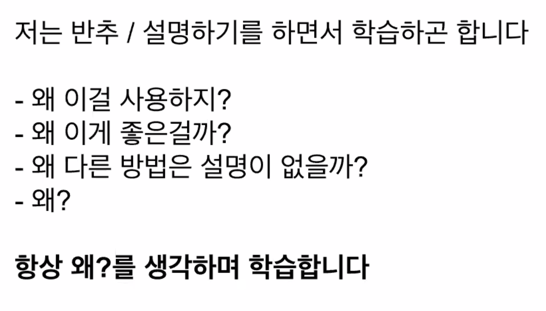 저는 반추 / 설명하기를 하면서 학습하곤 합니다
- 왜 이걸 사용하지?
- 왜 이게 좋은걸까?
- 왜 다른 방법은 설명이 없을까?
- 왜?
항상 왜?를 생각하며 학습합니다